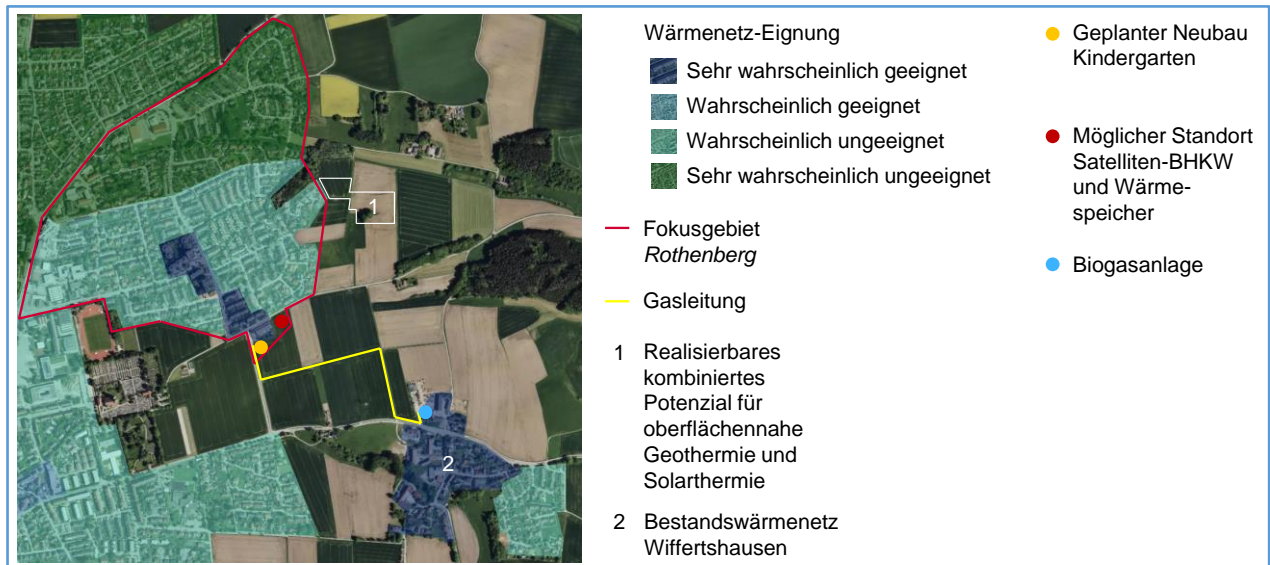 Wärmenetz-Eignung
Sehr wahrscheinlich geeignet
Wahrscheinlich geeignet
Wahrscheinlich ungeeignet
Sehr wahrscheinlich ungeeignet
Fokusgebiet
Rothenberg
Gasleitung
1 Realisierbares
kombiniertes
Potenzial für
oberflächennahe
Geothermie und
Solarthermie
2 Bestandswärmenetz
Wiffertshausen
Geplanter Neubau
Kindergarten
Möglicher Standort
Satelliten-BHKW
und Wärme-
speicher
Biogasanlage
1
2